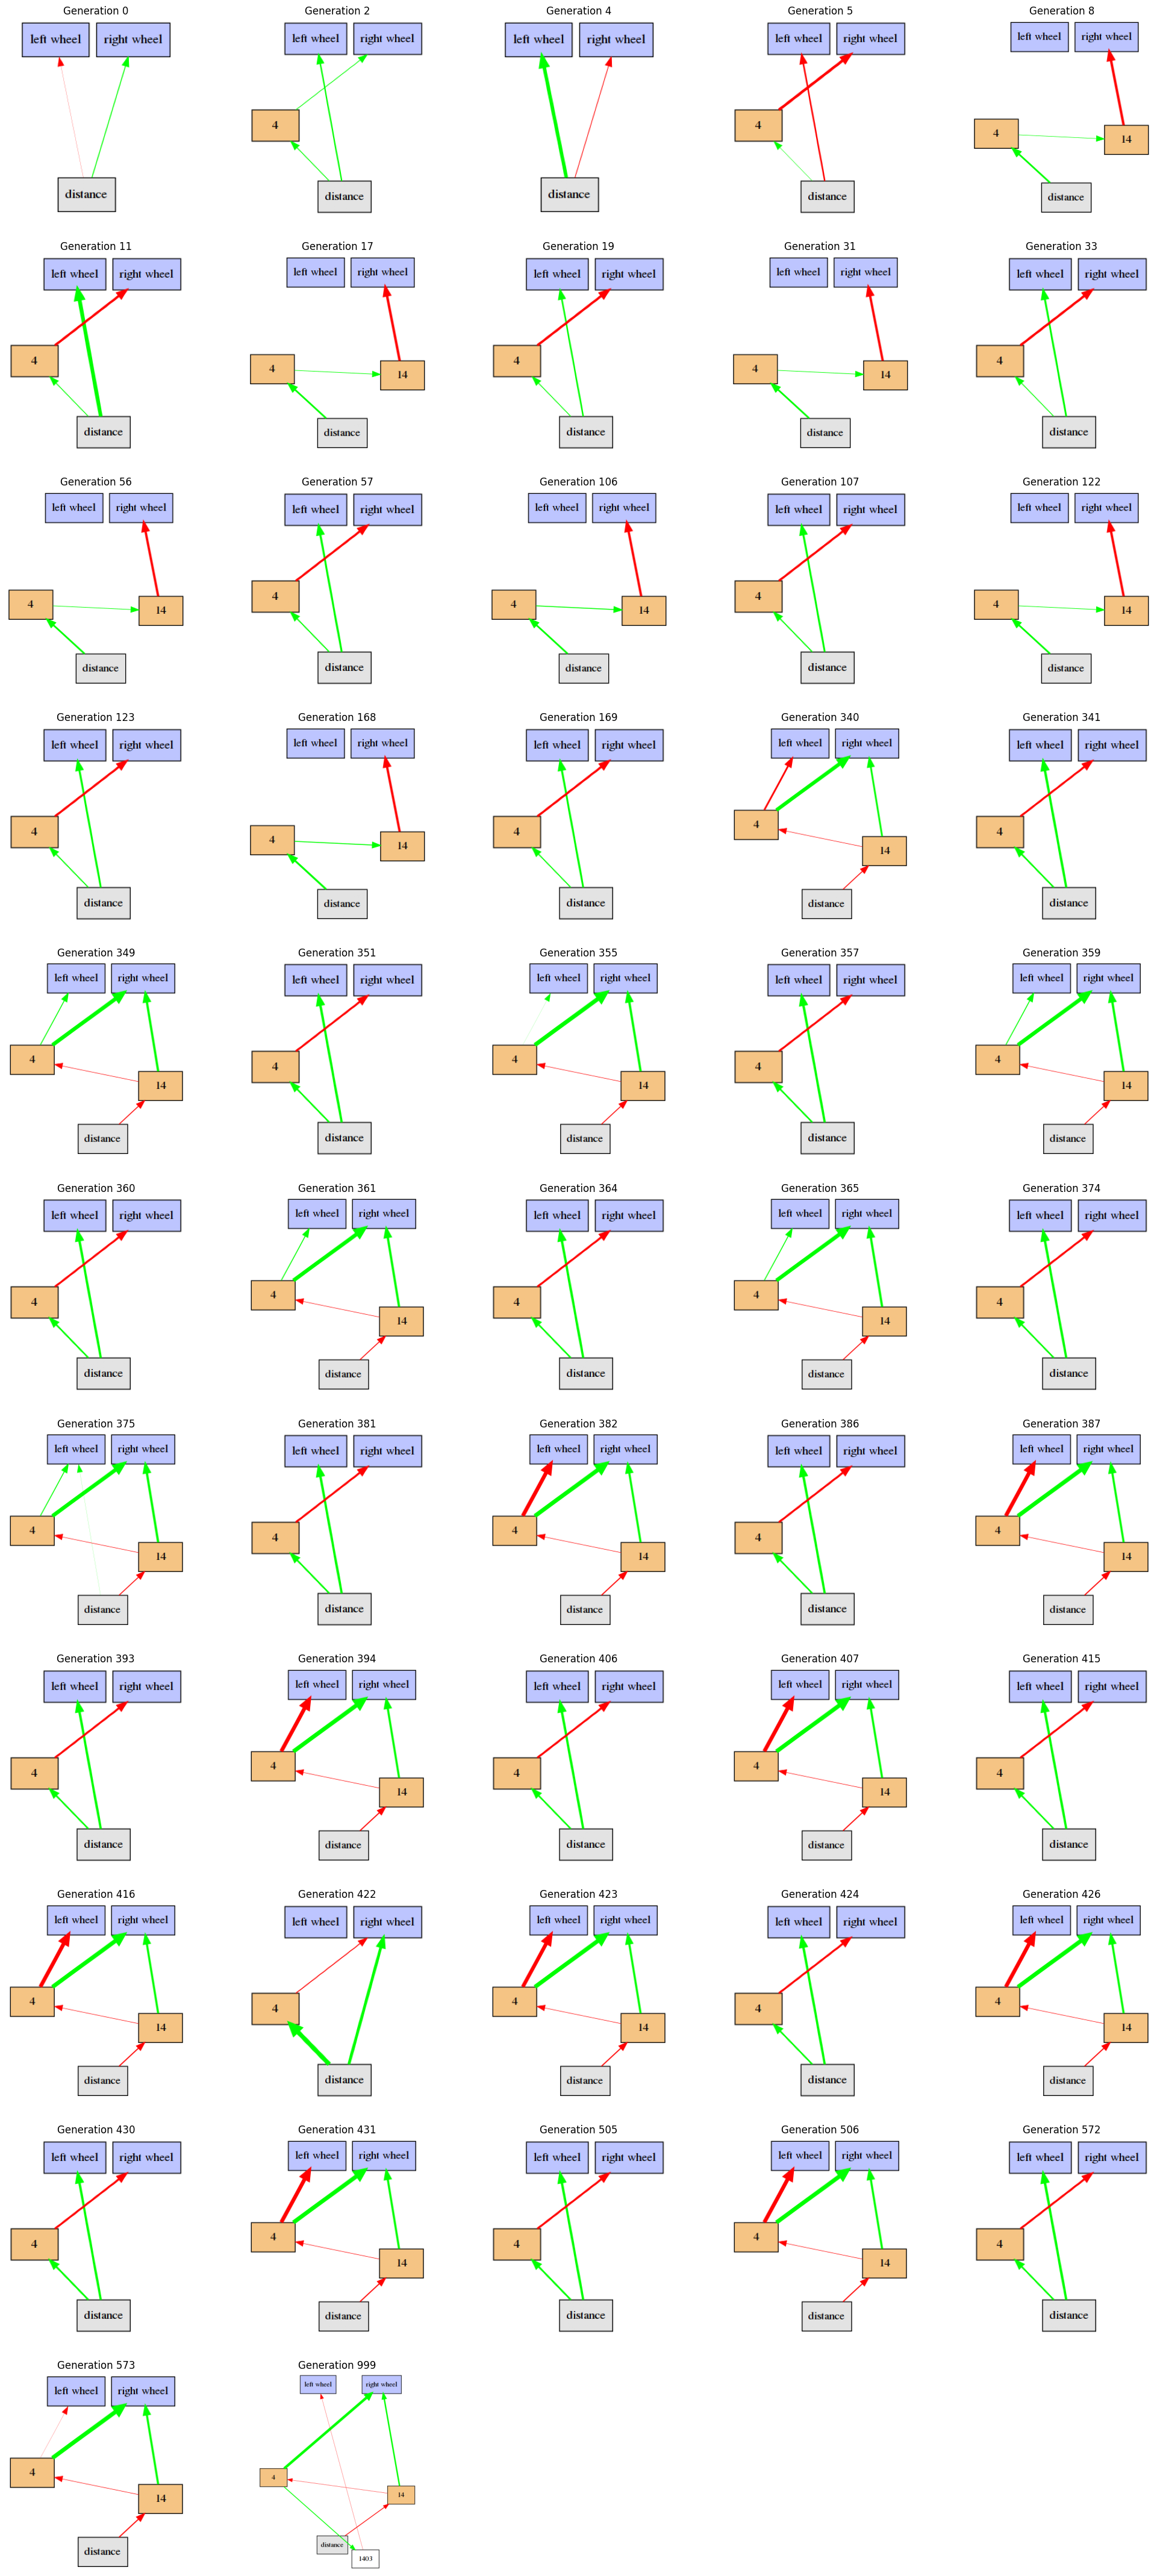 Generation 0
left wheel right wheel
distance
Generation 2
left wheel right wheel
4
distance
Generation 4
left wheel right wheel
distance
Generation 5
left wheel right wheel
4
distance
Generation 8
left wheel right wheel
4
14
distance
Generation 11
left wheel right wheel
4
distance
Generation 17
left wheel right wheel
4
14
distance
Generation 19
left wheel right wheel
4
distance
Generation 31
left wheel right wheel
4
14
distance
Generation 33
left wheel right wheel
4
distance
Generation 56
left wheel right wheel
4
14
distance
Generation 57
left wheel right wheel
4
distance
Generation 106
left wheel right wheel
4
14
distance
Generation 107
left wheel right wheel
4
distance
Generation 122
left wheel right wheel
4
14
distance
Generation 123
left wheel right wheel
4
distance
Generation 168
left wheel right wheel
4
14
distance
Generation 169
left wheel right wheel
4
distance
Generation 340
left wheel right wheel
4
14
distance
Generation 341
left wheel right wheel
4
distance
Generation 349
left wheel right wheel
4
14
distance
Generation 351
left wheel right wheel
4
distance
Generation 355
left wheel right wheel
4
14
distance
Generation 357
left wheel right wheel
4
distance
Generation 359
left wheel right wheel
4
14
distance
Generation 360
left wheel right wheel
4
distance
Generation 361
left wheel right wheel
4
14
distance
Generation 364
left wheel right wheel
4
distance
Generation 365
left wheel right wheel
4
14
distance
Generation 374
left wheel right wheel
4
distance
Generation 375
left wheel right wheel
4
14
distance
Generation 381
left wheel right wheel
4
distance
Generation 382
left wheel right wheel
4
14
distance
Generation 386
left wheel right wheel
4
distance
Generation 387
left wheel right wheel
4
14
distance
Generation 393
left wheel right wheel
4
distance
Generation 394
left wheel right wheel
4
14
distance
Generation 406
left wheel right wheel
4
distance
Generation 407
left wheel right wheel
4
14
distance
Generation 415
left wheel right wheel
4
distance
Generation 416
left wheel right wheel
4
14
distance
Generation 422
left wheel right wheel
4
distance
Generation 423
left wheel right wheel
4
14
distance
Generation 424
left wheel right wheel
4
distance
Generation 426
left wheel right wheel
4
14
distance
Generation 430
left wheel right wheel
4
distance
Generation 431
left wheel right wheel
4
14
distance
Generation 505
left wheel right wheel
4
distance
Generation 506
left wheel right wheel
4
14
distance
Generation 572
left wheel right wheel
4
distance
Generation 573
left wheel right wheel
4
14
distance
Generation 999
left wheel right wheel
4
14
distance
1403